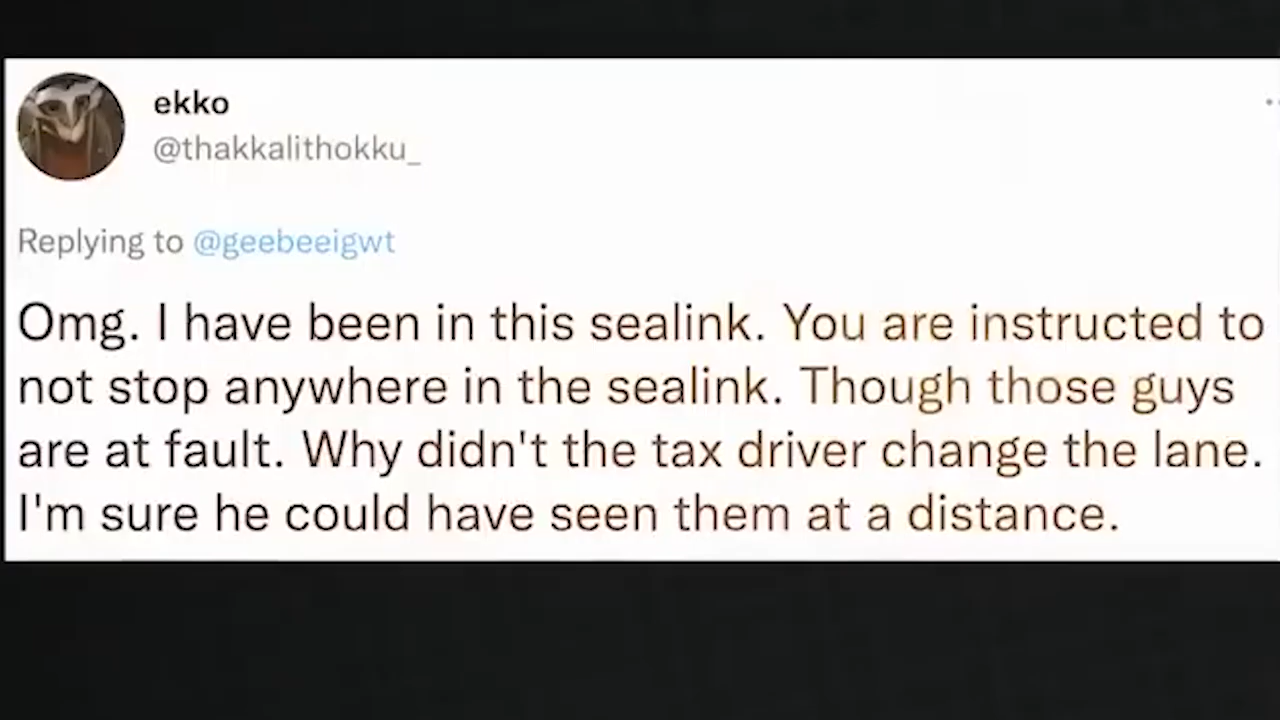 ekko
@thakkalithokku_
Replying to @geebeeigwt
Omg. I have been in this sealink. You are instructed to
not stop anywhere in the sealink. Though those guys
are at fault. Why didn't the tax driver change the lane.
I'm sure he could have seen them at a distance.